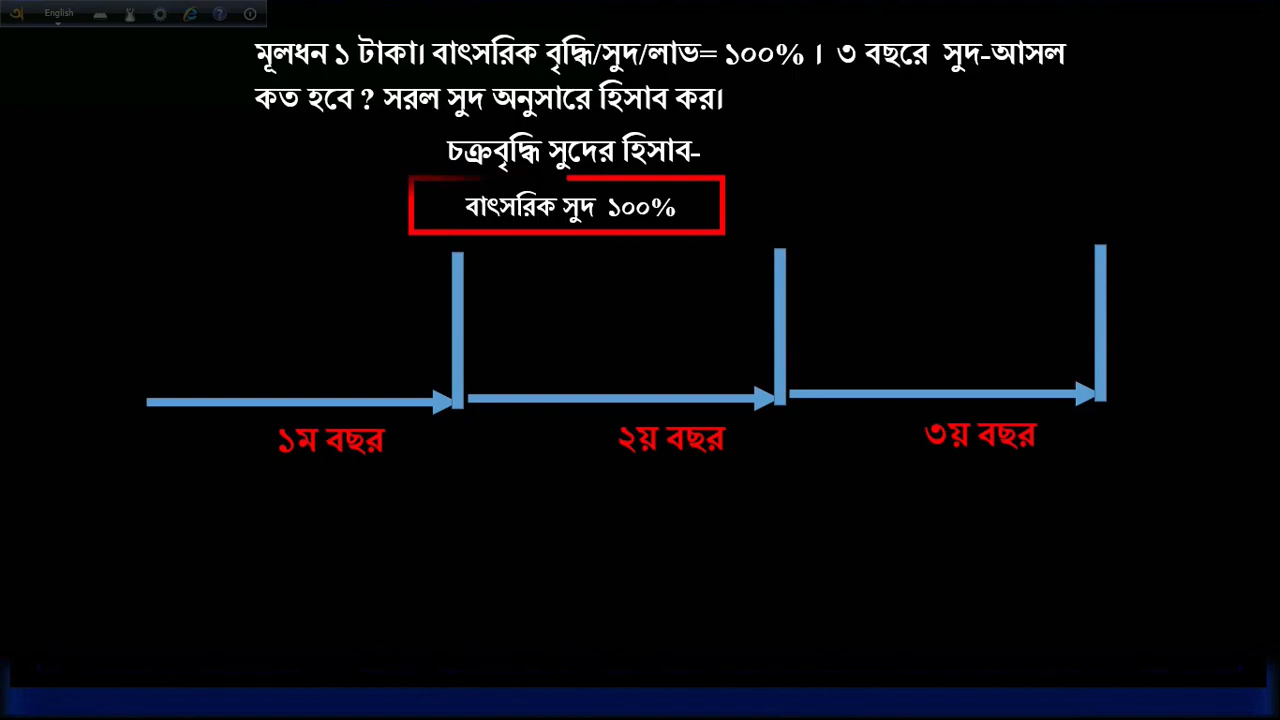 English
মূলধন ১ টাকা। বাৎসরিক বৃদ্ধি/সুদ/লাভ= ১০০% । ৩ বছরে সুদ-আসল
কত হবে ? সরল সুদ অনুসারে হিসাব কর।
চক্রবৃদ্ধি সুদের হিসাব-
বাৎসরিক সুদ ১০০%
১ম বছর ২য় বছর ৩য় বছর